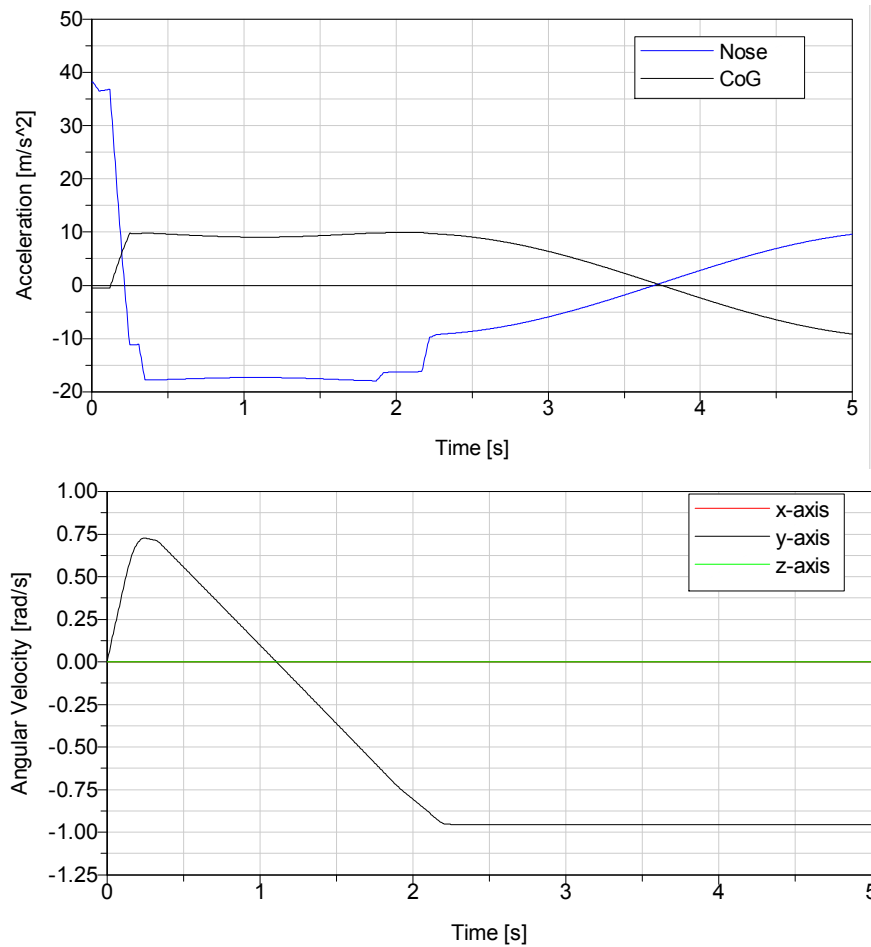 50
40
30
20
10
0
-10
-20
Acceleration [m/s^2]
Nose
CoG
0 1 2 3 4 5
Time [s]
1.00
0.75
0.50
0.25
0.00
-0.25
-0.50
-0.75
-1.00
-1.25
Angular Velocity [rad/s]
x-axis
y-axis
z-axis
0 1 2 3 4 5
Time [s]